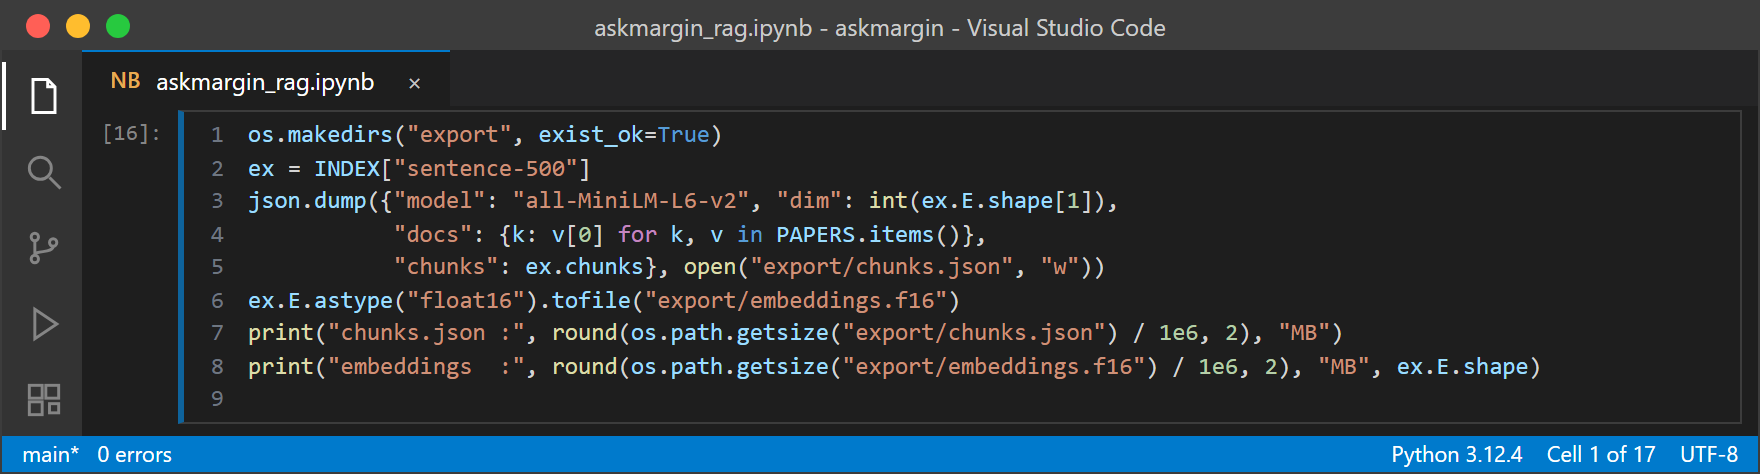 askmargin_rag.ipynb - askmargin - Visual Studio Code
NB askmargin_rag.ipynb ×
[16]:
1 os.makedirs("export", exist_ok=True)
2 ex = INDEX["sentence-500"]
3 json.dump({"model": "all-MiniLM-L6-v2", "dim": int(ex.E.shape[1]),
4            "docs": {k: v[0] for k, v in PAPERS.items()},
5            "chunks": ex.chunks}, open("export/chunks.json", "w"))
6 ex.E.astype("float16").tofile("export/embeddings.f16")
7 print("chunks.json :", round(os.path.getsize("export/chunks.json") / 1e6, 2), "MB")
8 print("embeddings  :", round(os.path.getsize("export/embeddings.f16") / 1e6, 2), "MB", ex.E.shape)
9
main* 0 errors Python 3.12.4 Cell 1 of 17 UTF-8